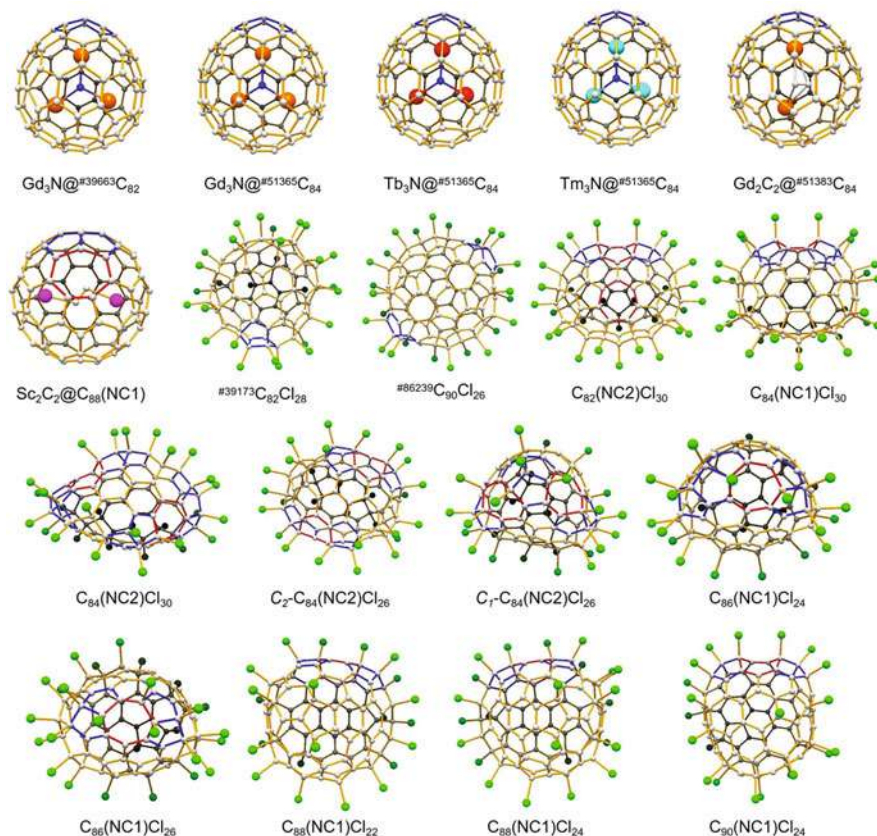 Gd₃N@#³⁹⁶⁶³C₈₂ Gd₃N@#⁵¹³⁶⁵C₈₄ Tb₃N@#⁵¹³⁶⁵C₈₄ Tm₃N@#⁵¹³⁶⁵C₈₄ Gd₂C₂@#⁵¹³⁸³C₈₄
Sc₂C₂@C₈₈(NC1) #³⁹¹⁷³C₈₂Cl₂₈ #⁸⁶²³⁹C₉₀Cl₂₆ C₈₂(NC2)Cl₃₀ C₈₄(NC1)Cl₃₀
C₈₄(NC2)Cl₃₀ C₂-C₈₄(NC2)Cl₂₆ C₁-C₈₄(NC2)Cl₂₆ C₈₆(NC1)Cl₂₄
C₈₆(NC1)Cl₂₆ C₈₈(NC1)Cl₂₂ C₈₈(NC1)Cl₂₄ C₉₀(NC1)Cl₂₄